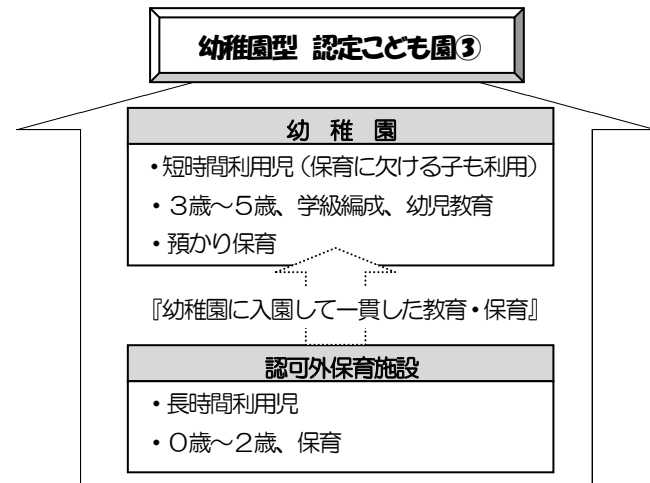 幼稚園型 認定こども園③
幼 稚 園
・短時間利用児（保育に欠ける子も利用）
・３歳～５歳、学級編成、幼児教育
・預かり保育
『幼稚園に入園して一貫した教育・保育』
認可外保育施設
・長時間利用児
・０歳～２歳、保育